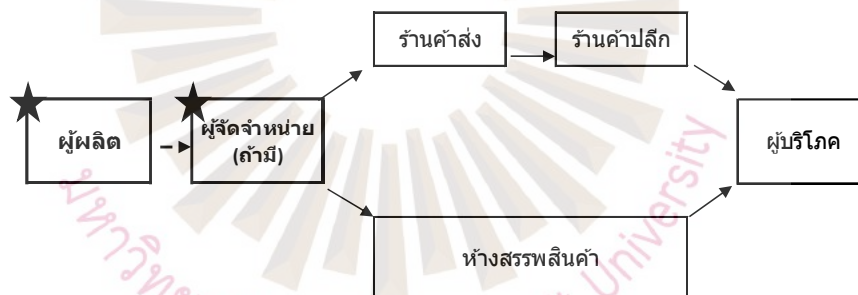 ร้านค้าส่ง
ร้านค้าปลีก
ผู้ผลิต
ผู้จัดจำหน่าย
(ถ้ามี)
ผู้บริโภค
ห้างสรรพสินค้า
University